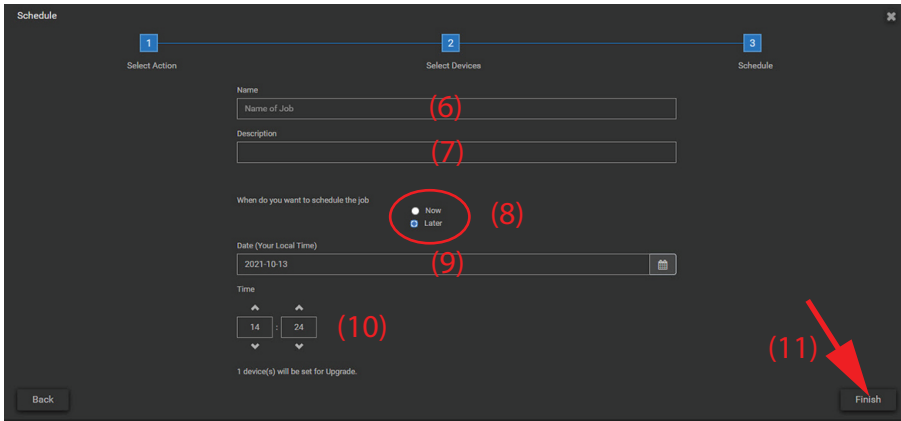 Schedule
1
2
3
Select Action
Select Devices
Schedule
Name
Name of Job
(6)
Description
(7)
When do you want to schedule the job
Now
Later
(8)
Date (Your Local Time)
2021-10-13
(9)
Time
14 : 24
(10)
(11)
1 device(s) will be set for Upgrade.
Back
Finish